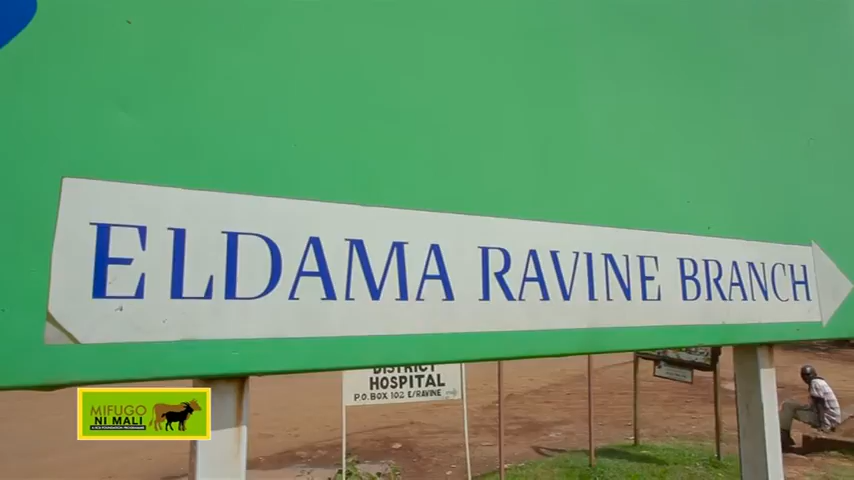 ELDAMA RAVINE BRANCH
DISTRICT
HOSPITAL
P.O.BOX 102 E/RAVINE
MIFUGO
NI MALI